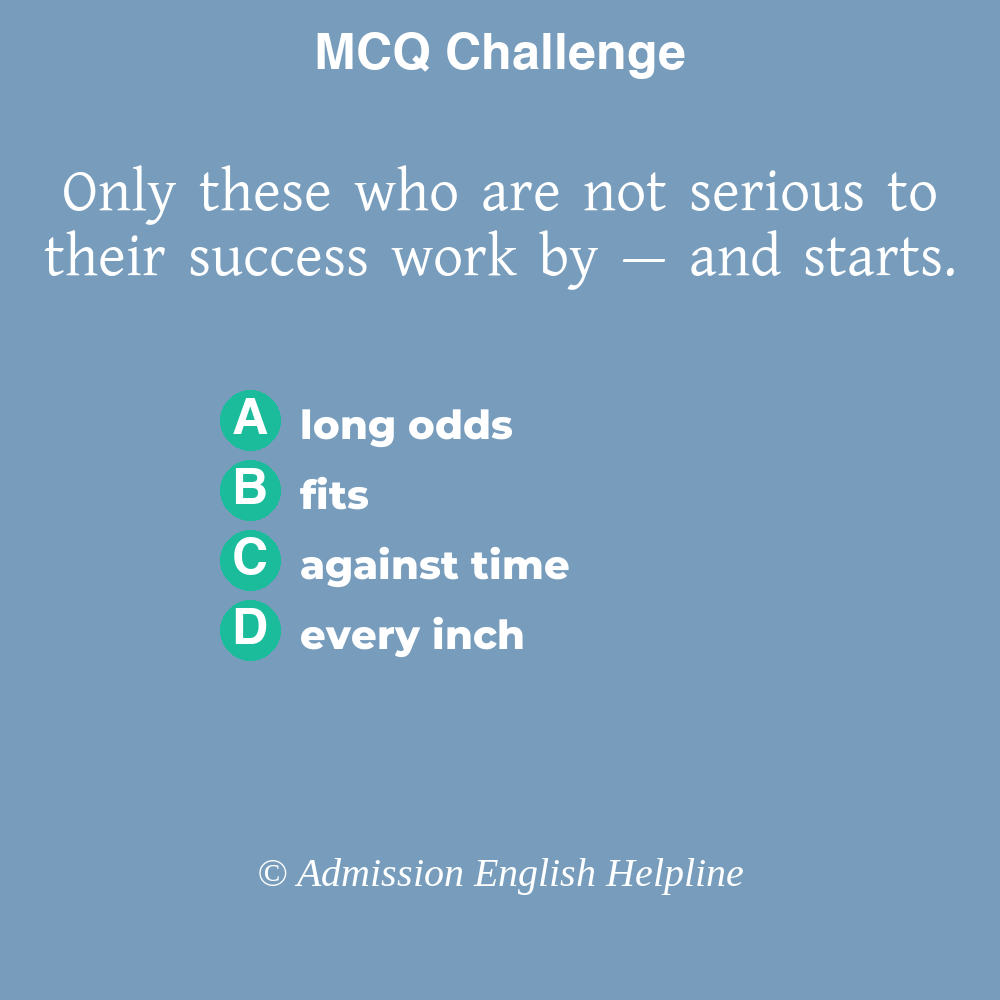 MCQ Challenge
Only these who are not serious to
their success work by — and starts.
A long odds
B fits
C against time
D every inch
© Admission English Helpline